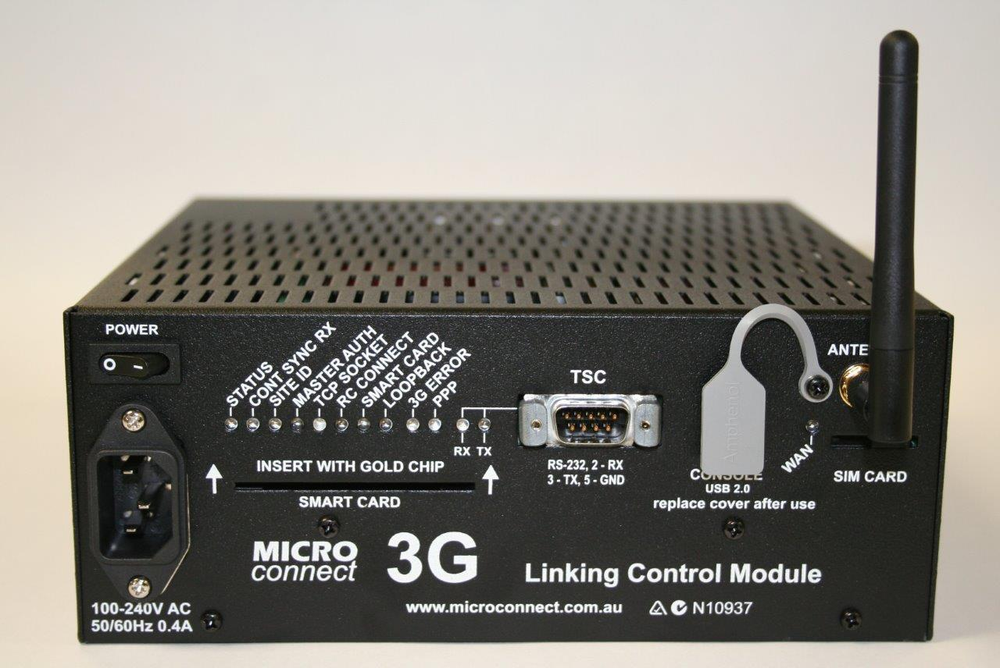 POWER
STATUS
CONT SYNC RX
SITE ID
MASTER AUTH
TCP SOCKET
RC CONNECT
SMART CARD
LOOPBACK
3G ERROR
PPP
RX TX
TSC
RS-232, 2 - RX
3 - TX, 5 - GND
Amphenol
CONSOLE
USB 2.0
replace cover after use
WAN
ANTE
SIM CARD
INSERT WITH GOLD CHIP
SMART CARD
MICRO
connect
3G
Linking Control Module
www.microconnect.com.au
N10937
100-240V AC
50/60Hz 0.4A